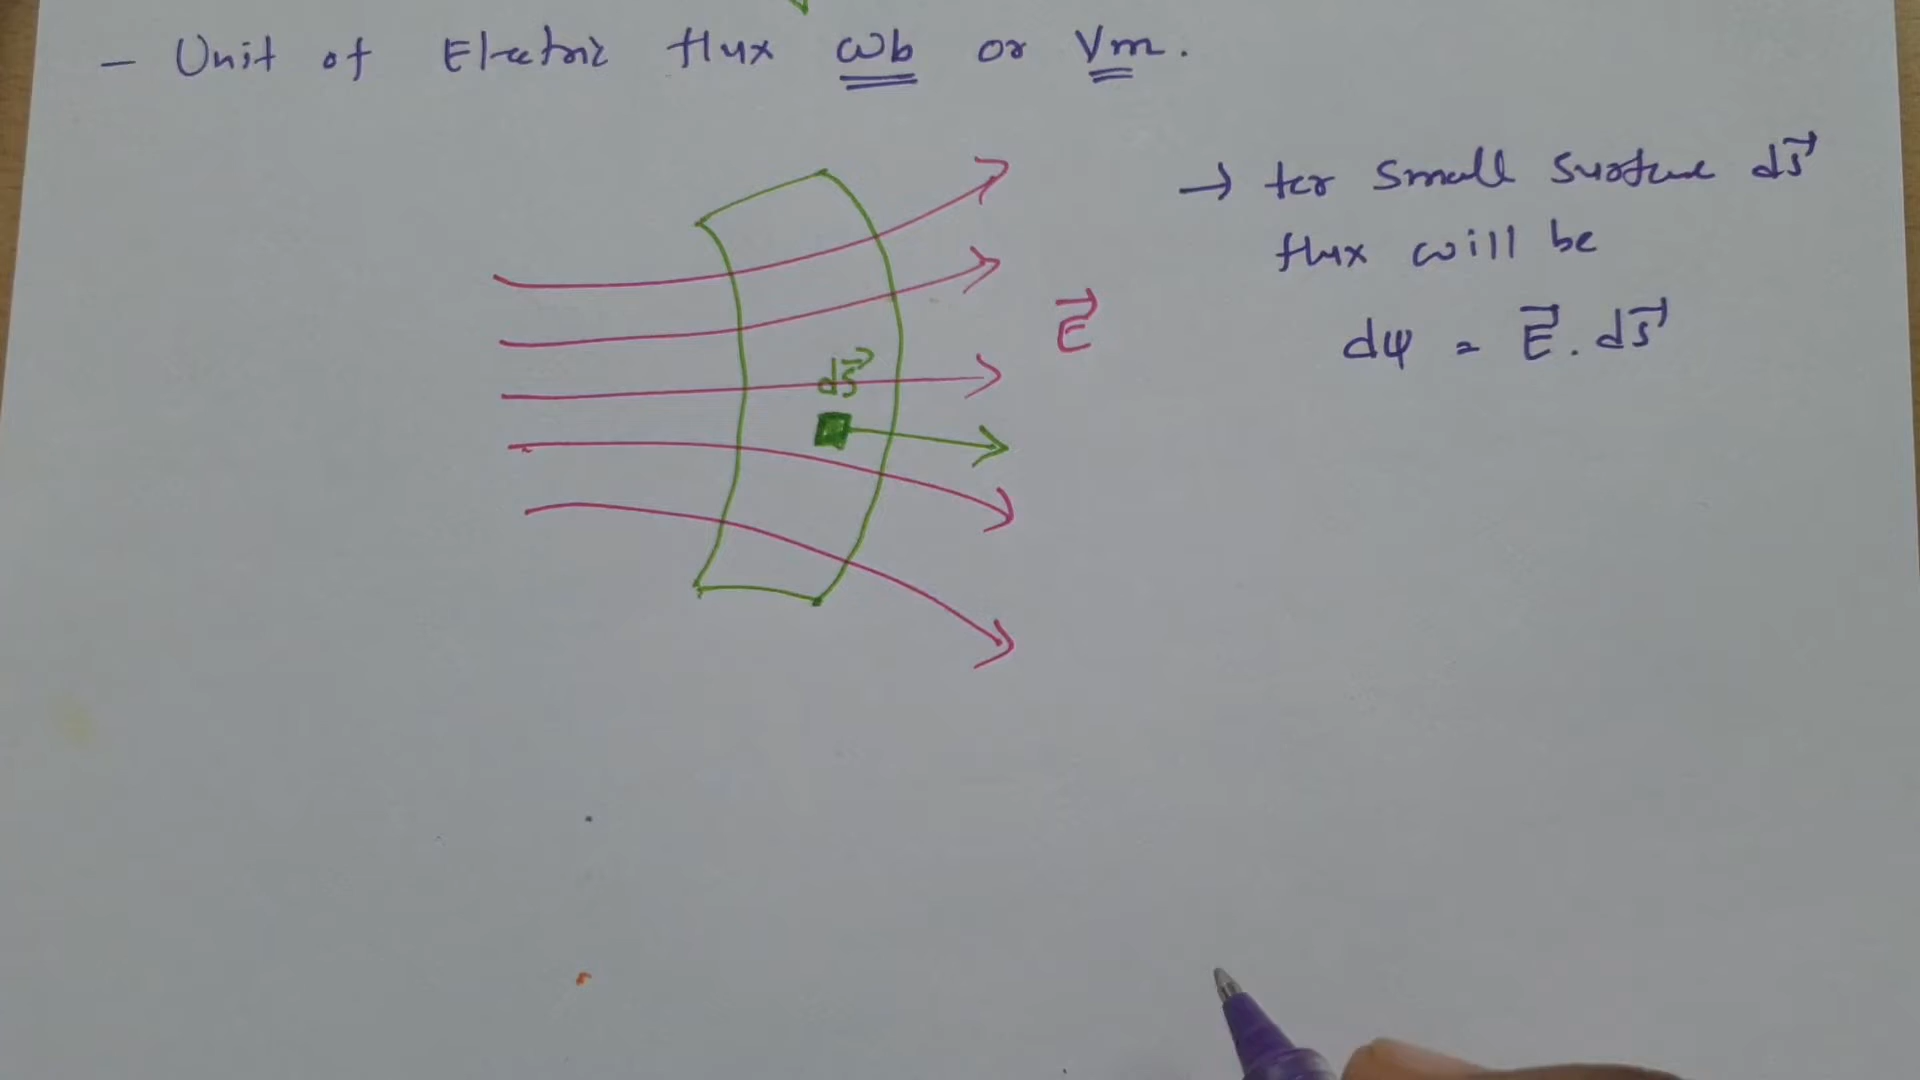 - Unit of Electric flux wb or Vm.
→ for small surface ds⃗
flux will be
dψ = E⃗ . ds⃗
E⃗
ds⃗